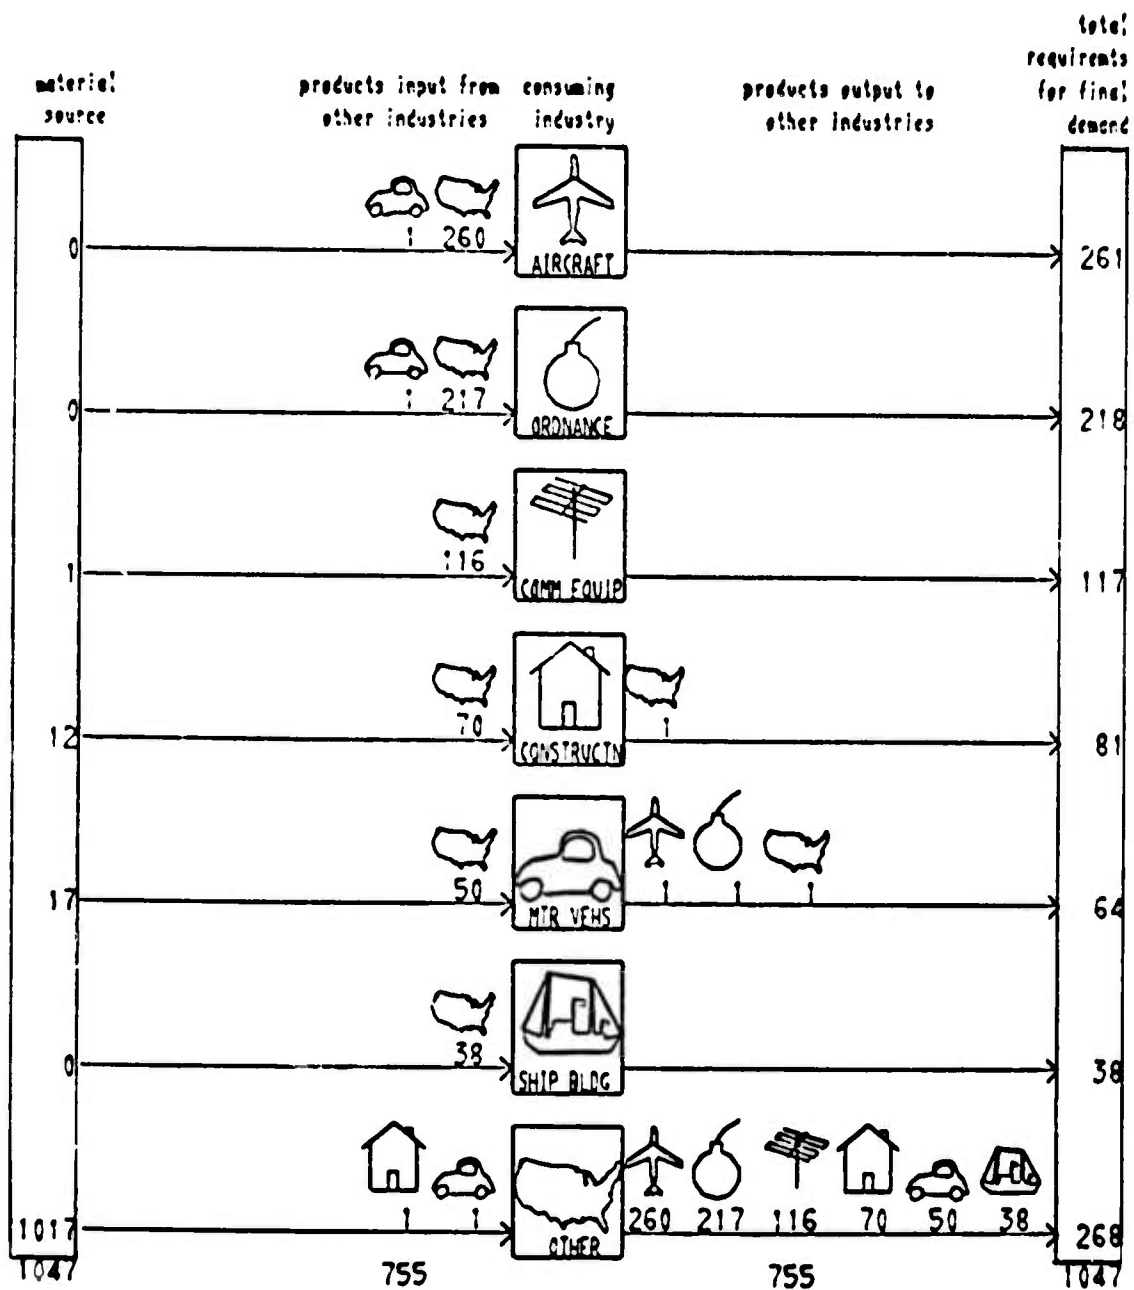 total
requiremts
for final
demand
material
source
products input from
other industries
consuming
industry
products output to
other industries
1 260
0
AIRCRAFT
261
1 217
0
ORDNANCE
218
116
1
COMM EQUIP
117
70
1
12
CONSTRUCTN
81
50
1 1 1
17
MTR VEHS
64
38
0
SHIP BLDG
38
1 1
260 217 116 70 50 38
1017
OTHER
268
1047
755
755
1047